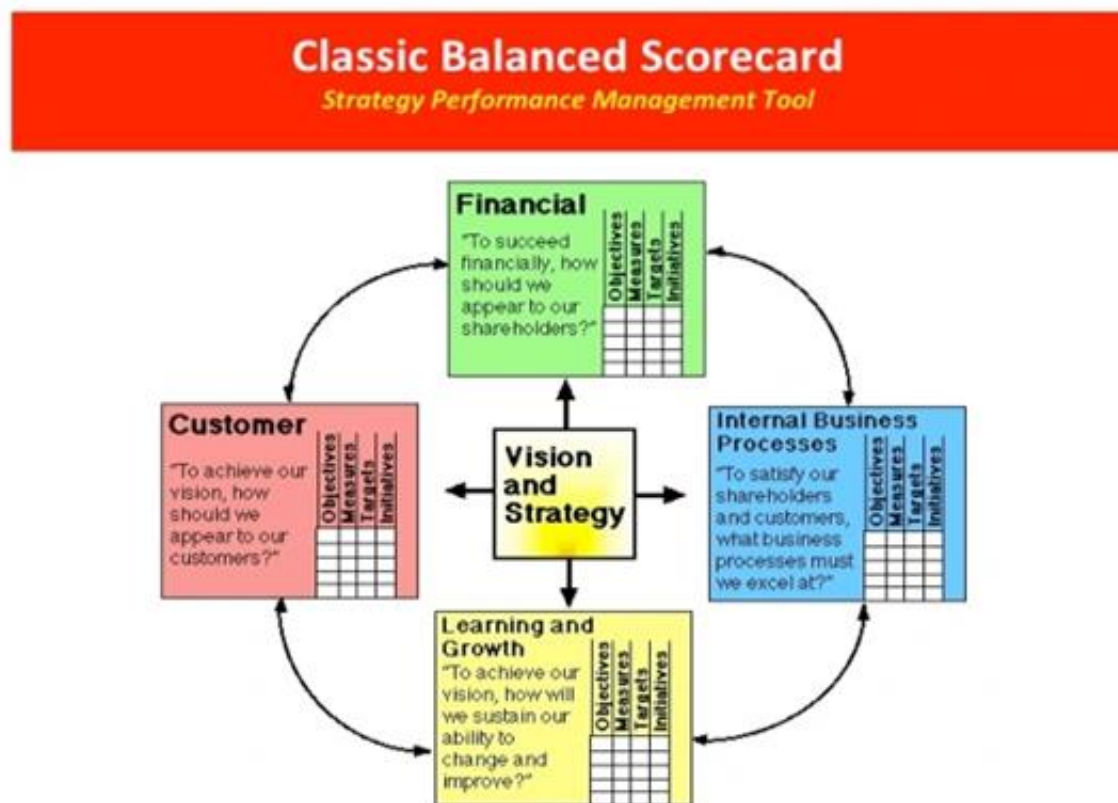 Classic Balanced Scorecard
Strategy Performance Management Tool
Financial
"To succeed
financially, how
should we
appear to our
shareholders?"
Objectives
Measures
Targets
Initiatives
Customer
"To achieve our
vision, how
should we
appear to our
customers?"
Objectives
Measures
Targets
Initiatives
Vision
and
Strategy
Internal Business
Processes
"To satisfy our
shareholders
and customers,
what business
processes must
we excel at?"
Objectives
Measures
Targets
Initiatives
Learning and
Growth
"To achieve our
vision, how will
we sustain our
ability to
change and
improve?"
Objectives
Measures
Targets
Initiatives